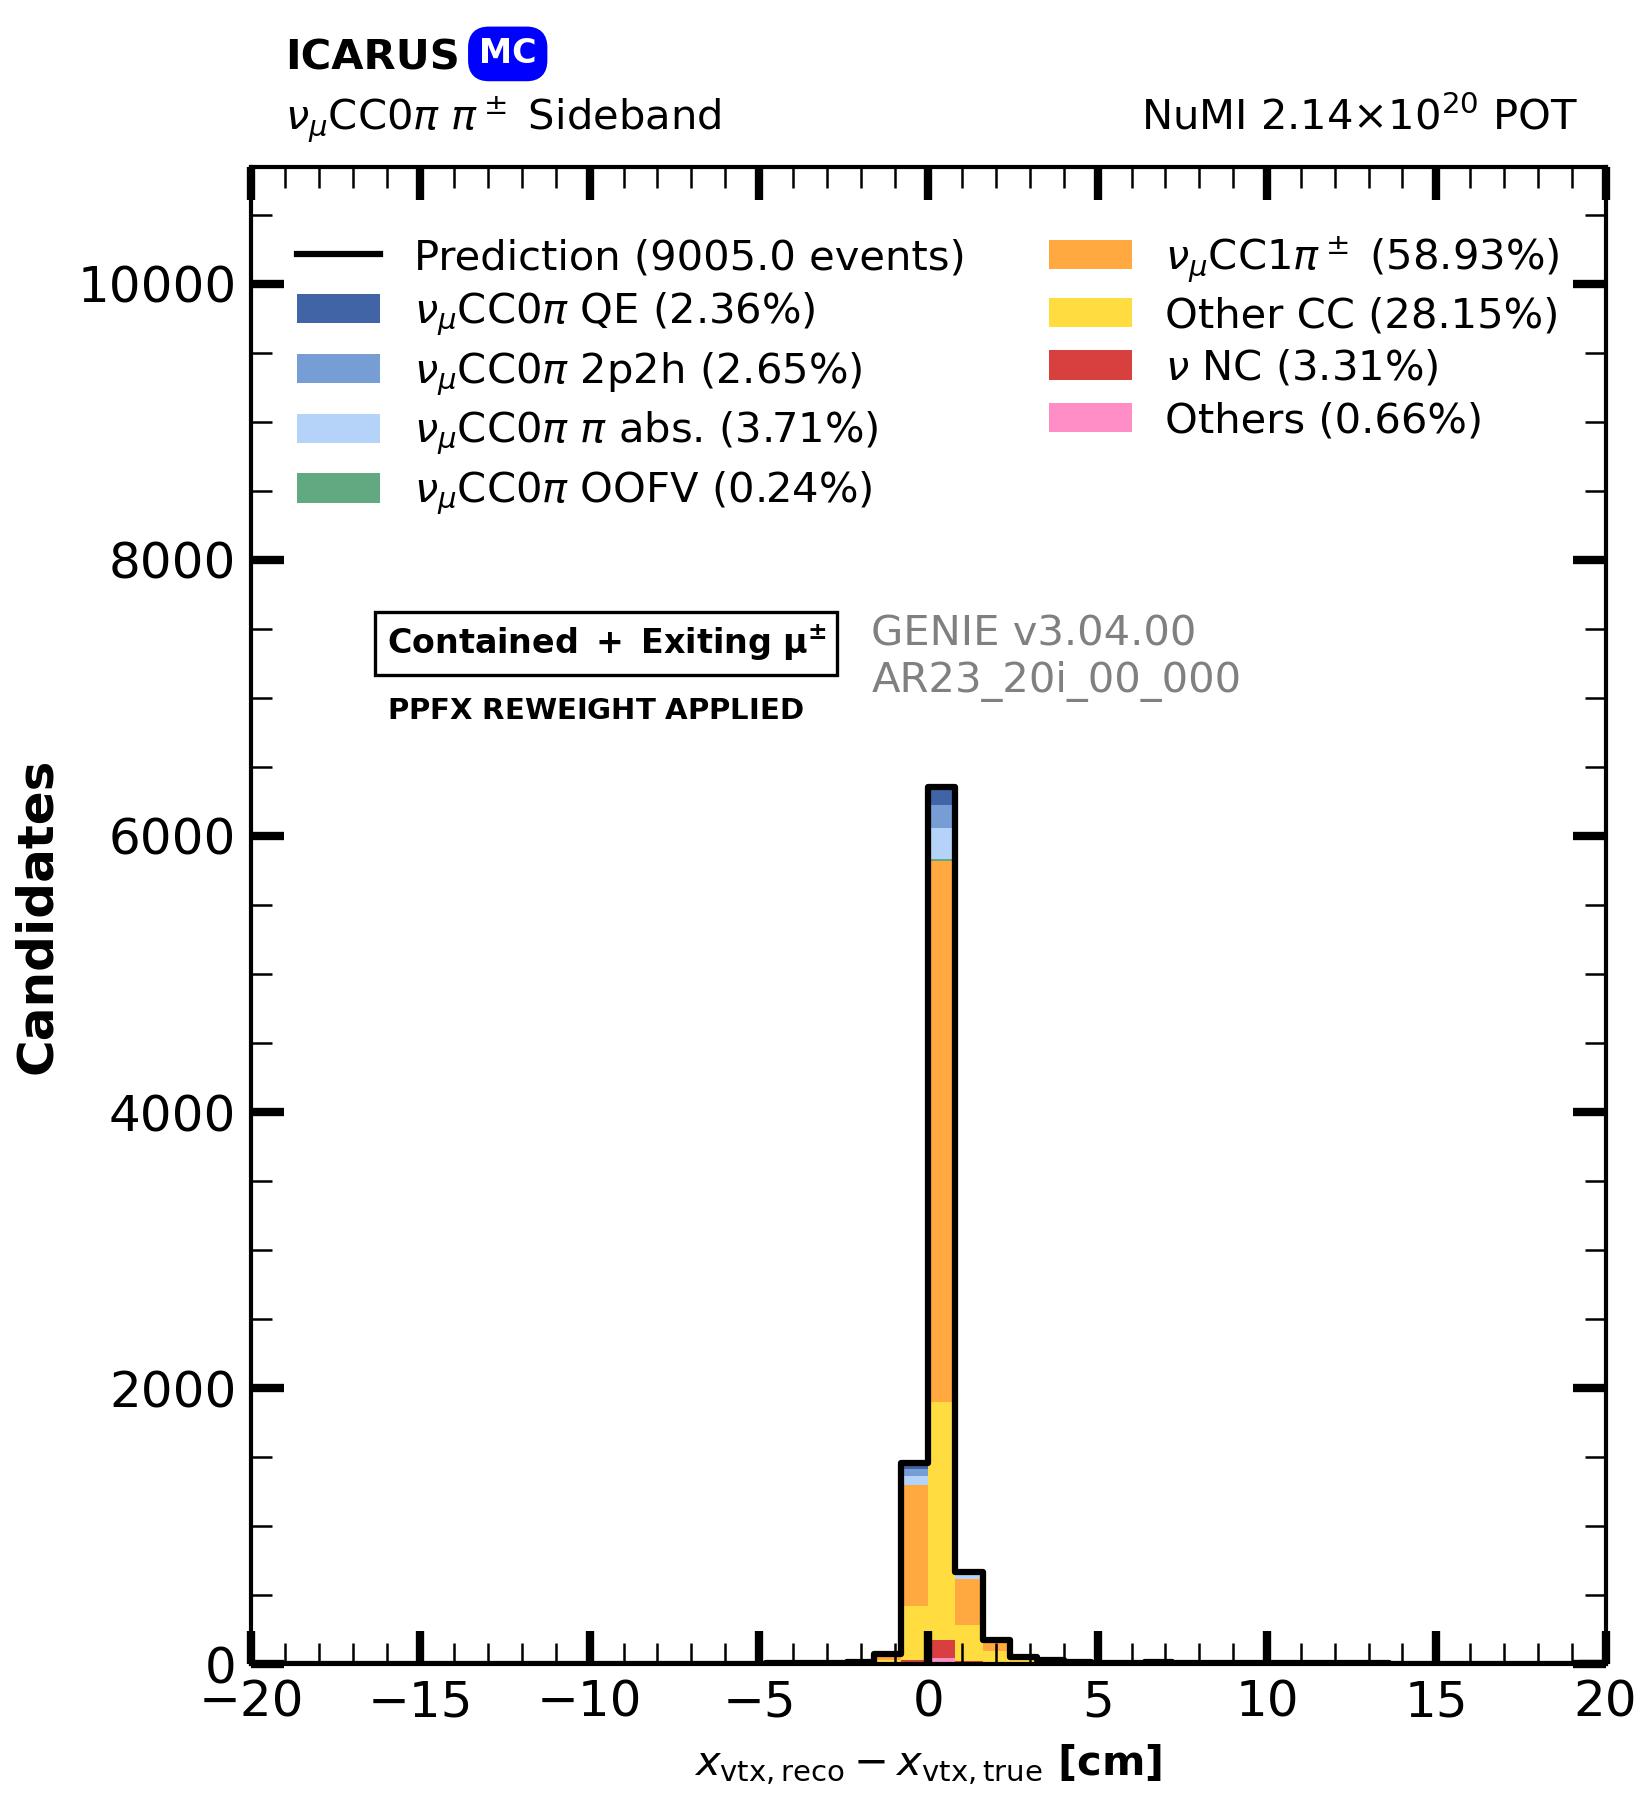 ICARUS MC
νμCC0π π± Sideband NuMI 2.14×10²⁰ POT
Prediction (9005.0 events)
νμCC0π QE (2.36%)
νμCC0π 2p2h (2.65%)
νμCC0π π abs. (3.71%)
νμCC0π OOFV (0.24%)
νμCC1π± (58.93%)
Other CC (28.15%)
ν NC (3.31%)
Others (0.66%)
Contained + Exiting μ±
PPFX REWEIGHT APPLIED
GENIE v3.04.00
AR23_20i_00_000
Candidates
10000
8000
6000
4000
2000
0
−20 −15 −10 −5 0 5 10 15 20
xvtx, reco − xvtx, true [cm]